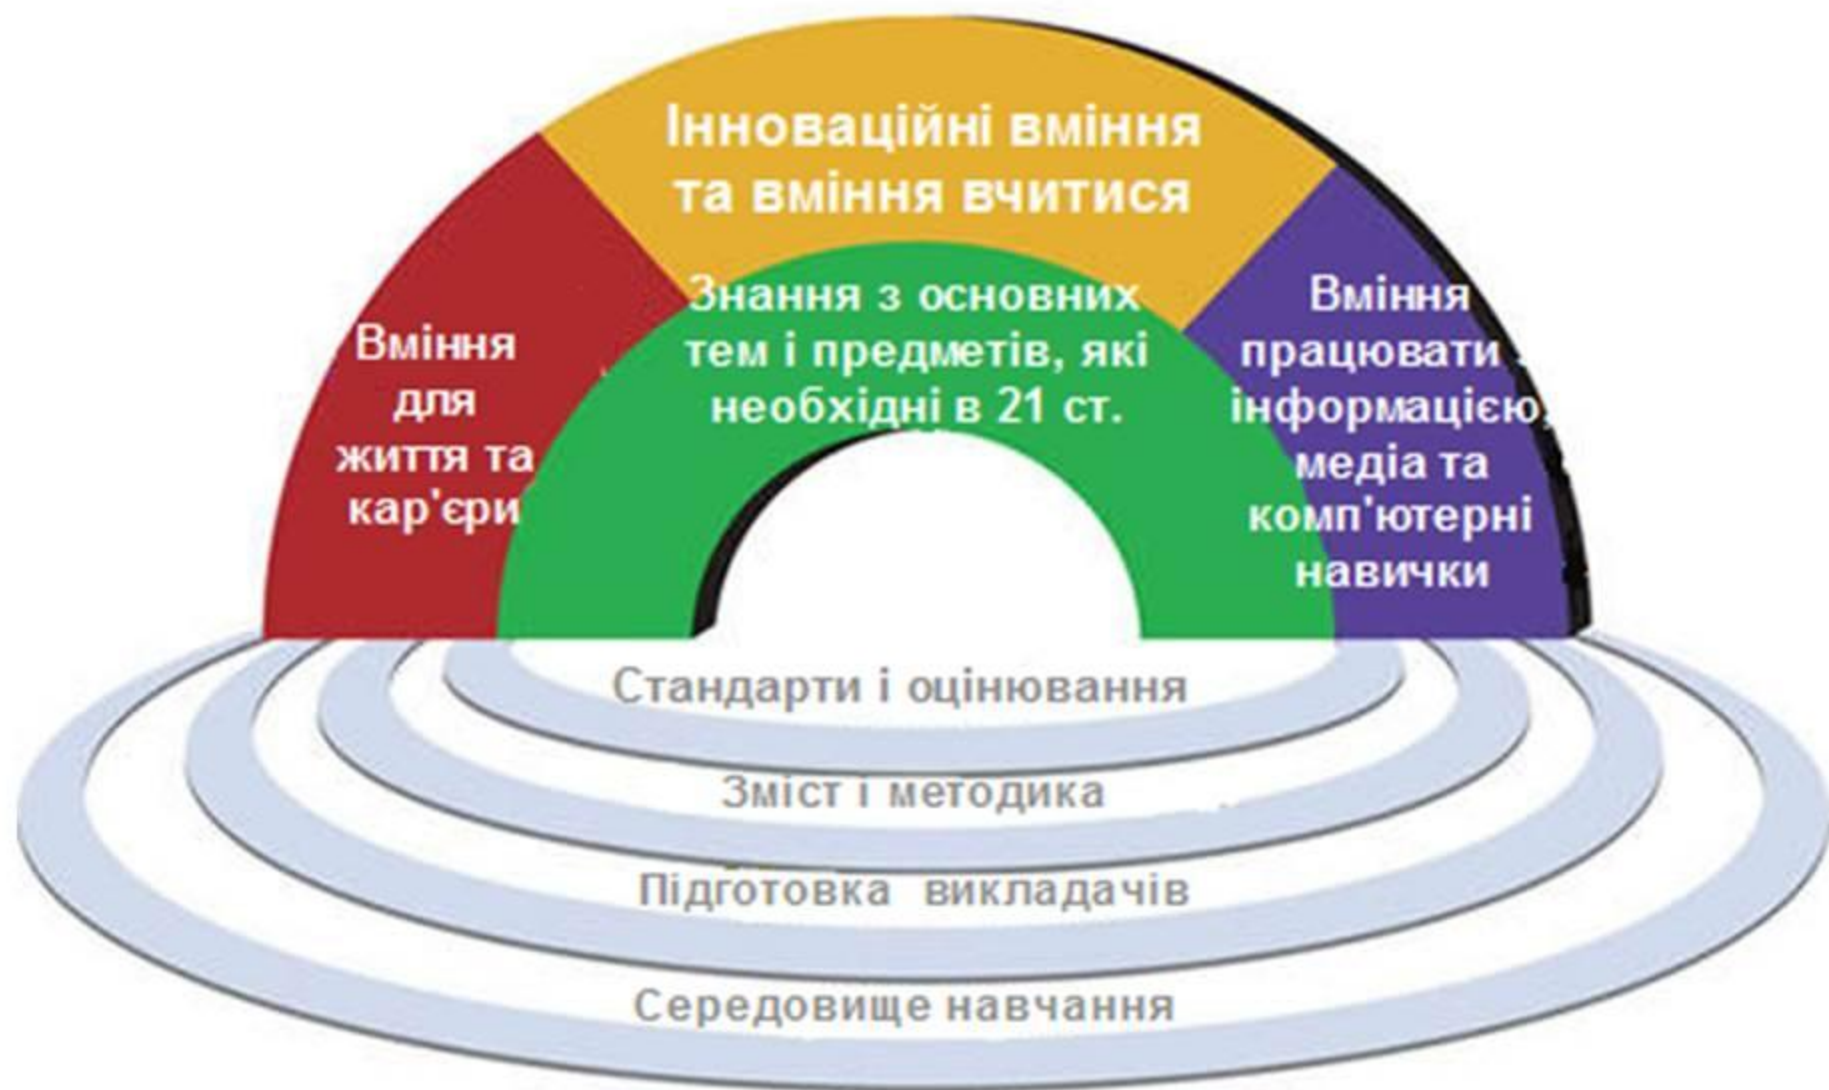 Інноваційні вміння
та вміння вчитися
Знання з основних
тем і предметів, які
необхідні в 21 ст.
Вміння
для
життя та
кар'єри
Вміння
працювати з
інформацією,
медіа та
комп'ютерні
навички
Стандарти і оцінювання
Зміст і методика
Підготовка викладачів
Середовище навчання